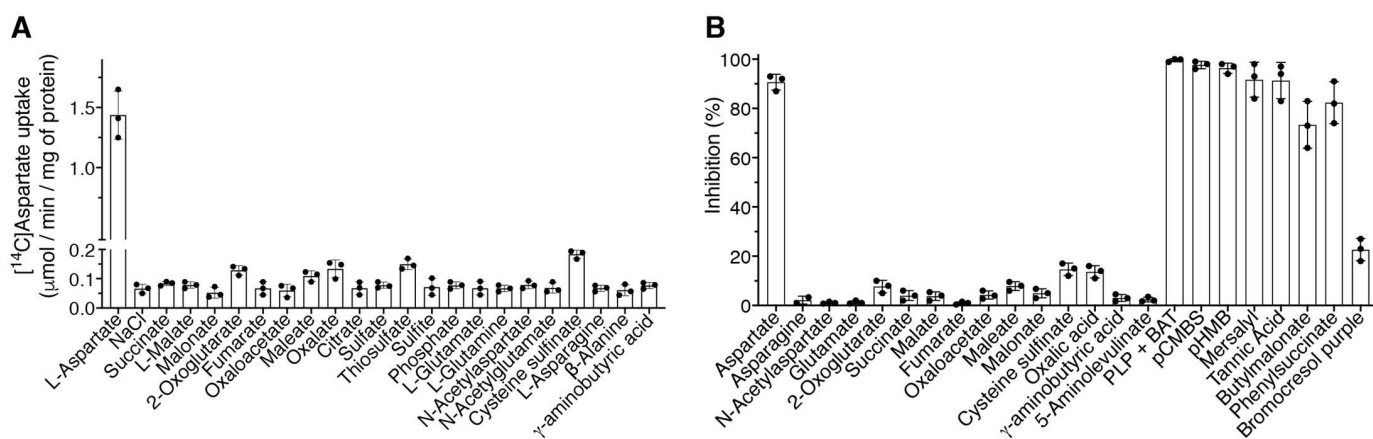 A
[¹⁴C]Aspartate uptake
(μmol / min / mg of protein)
1.5
1.0
0.2
0.1
0.0
L-Aspartate
NaCl
Succinate
L-Malate
Malonate
2-Oxoglutarate
Fumarate
Oxaloacetate
Maleate
Oxalate
Citrate
Sulfate
Thiosulfate
Sulfite
Phosphate
L-Glutamate
L-Glutamine
N-Acetylaspartate
N-Acetylglutamate
Cysteine sulfinate
L-Asparagine
β-Alanine
γ-aminobutyric acid
B
Inhibition (%)
100
80
60
40
20
0
Aspartate
Asparagine
N-Acetylaspartate
Glutamate
2-Oxoglutarate
Succinate
Malate
Fumarate
Oxaloacetate
Maleate
Malonate
Cysteine sulfinate
Oxalic acid
γ-aminobutyric acid
5-Aminolevulinate
PLP + BAT
pCMBS
pHMB
Mersalyl
Tannic Acid
Butylmalonate
Phenylsuccinate
Bromocresol purple